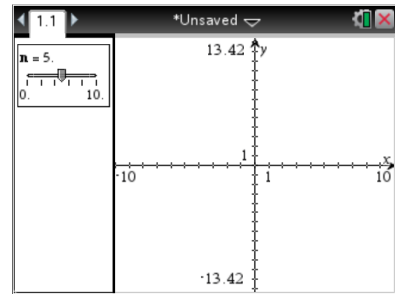 1.1
*Unsaved
n = 5.
0. 10.
13.42 y
1
x
-10 1 10
-13.42